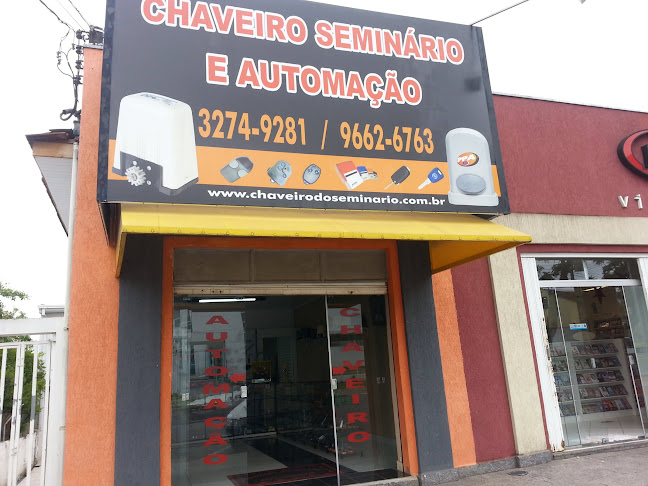 CHAVEIRO SEMINÁRIO
E AUTOMAÇÃO
3274-9281 / 9662-6763
www.chaveirodoseminario.com.br
AUTOMAÇÃO
CHAVEIRO